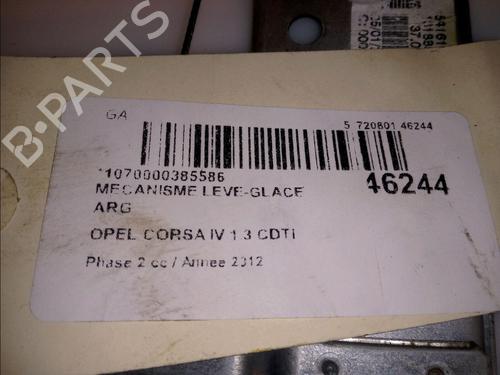 GA
5 720801 46244
*1070000385586
MECANISME LEVE-GLACE
46244
ARG
OPEL CORSA IV 1.3 CDTI
Phase 2 cc / Annee 2012
B-PARTS